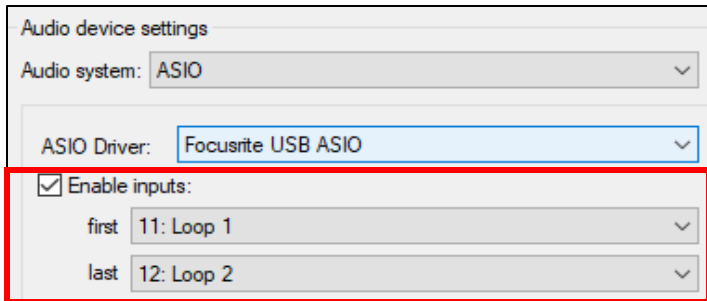 Audio device settings
Audio system: ASIO
ASIO Driver: Focusrite USB ASIO
Enable inputs:
first 11: Loop 1
last 12: Loop 2